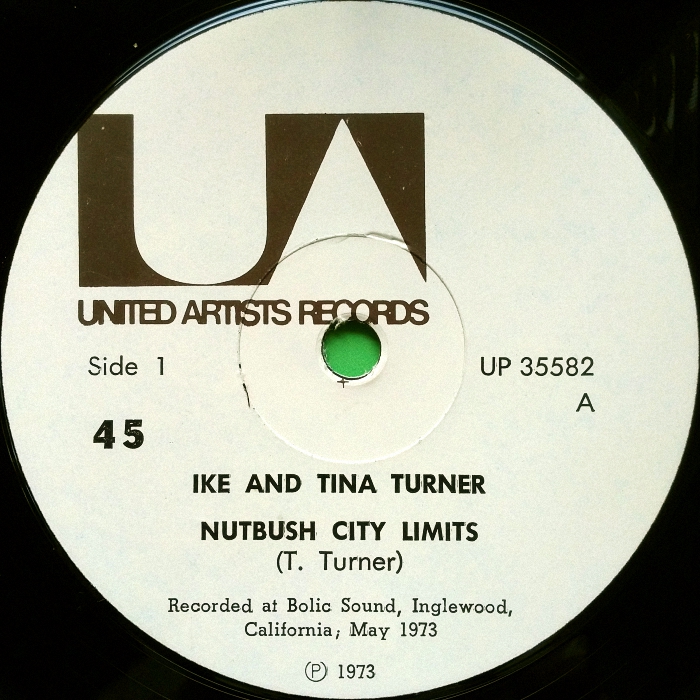 UA
UNITED ARTISTS RECORDS
Side 1
UP 35582
A
45
IKE AND TINA TURNER
NUTBUSH CITY LIMITS
(T. Turner)
Recorded at Bolic Sound, Inglewood,
California; May 1973
℗ 1973